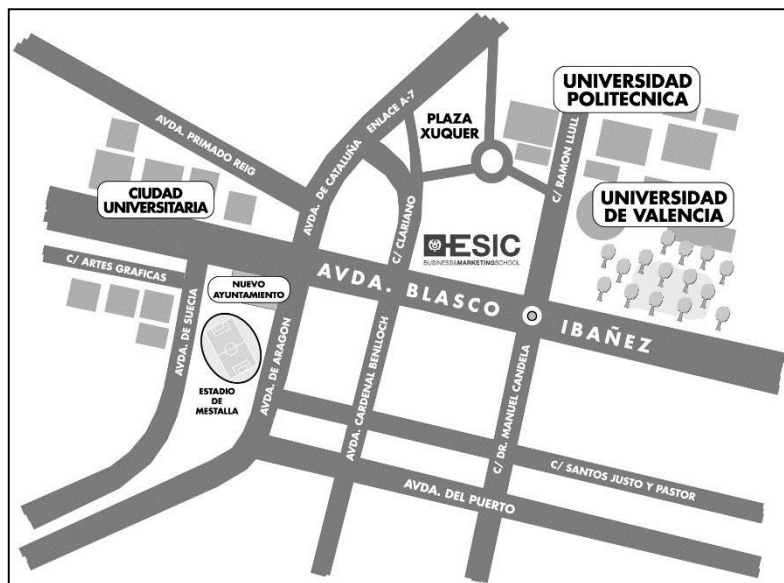 AVDA. PRIMADO REIG
AVDA. DE CATALUÑA
ENLACE A-7
PLAZA
XUQUER
UNIVERSIDAD
POLITECNICA
C/ RAMON LLULL
CIUDAD
UNIVERSITARIA
UNIVERSIDAD
DE VALENCIA
C/ CLARIANO
ESIC
BUSINESS&MARKETINGSCHOOL
C/ ARTES GRAFICAS
NUEVO
AYUNTAMIENTO
AVDA. BLASCO IBAÑEZ
AVDA. DE SUECIA
ESTADIO
DE
MESTALLA
AVDA. DE ARAGON
AVDA. CARDENAL BENLLOCH
C/ DR. MANUEL CANDELA
C/ SANTOS JUSTO Y PASTOR
AVDA. DEL PUERTO